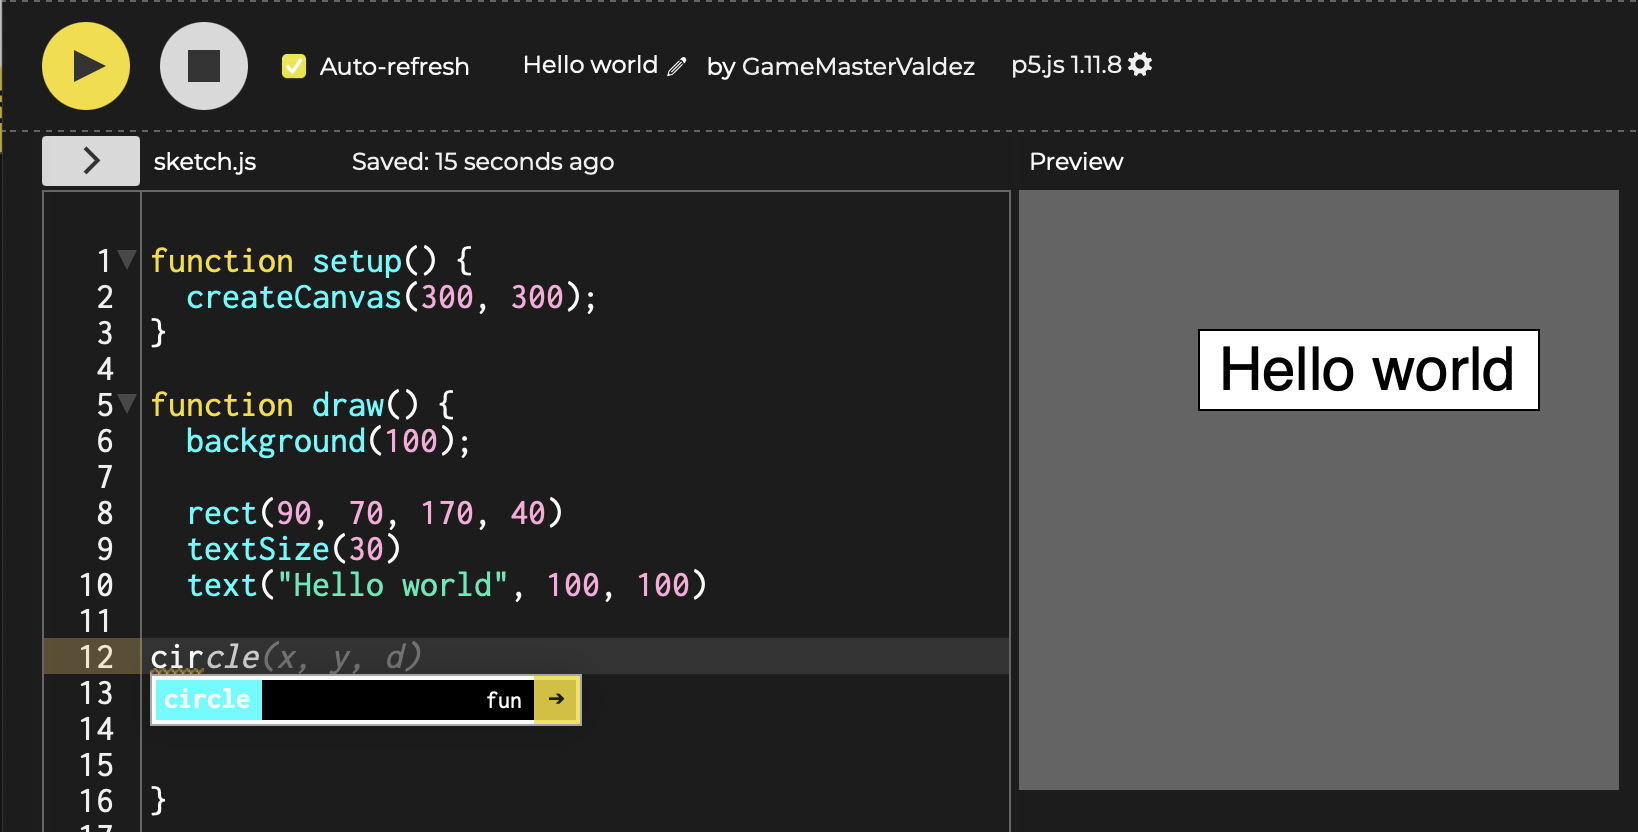 Auto-refresh Hello world by GameMasterValdez p5.js 1.11.8
sketch.js Saved: 15 seconds ago Preview
1 function setup() {
2 createCanvas(300, 300);
3 }
4
5 function draw() {
6 background(100);
7
8 rect(90, 70, 170, 40)
9 textSize(30)
10 text("Hello world", 100, 100)
11
12 circle(x, y, d)
circle fun →
13
14
15
16 }
17
Hello world